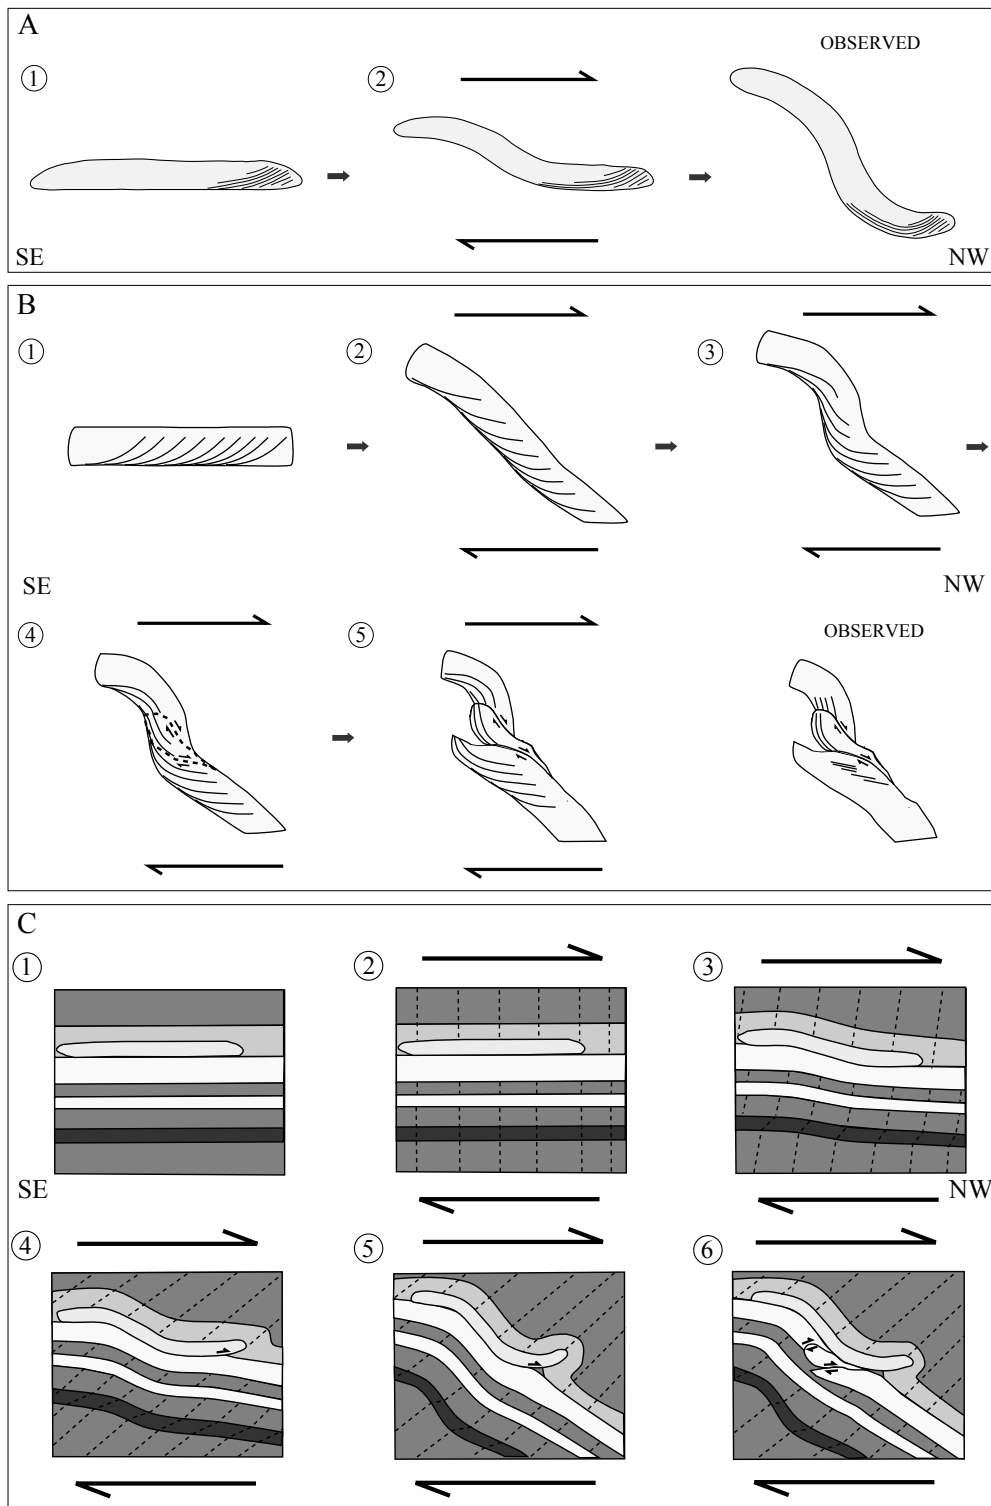 A
OBSERVED
① ②
SE NW
B
① ② ③
SE NW
④ ⑤ OBSERVED
C
① ② ③
SE NW
④ ⑤ ⑥